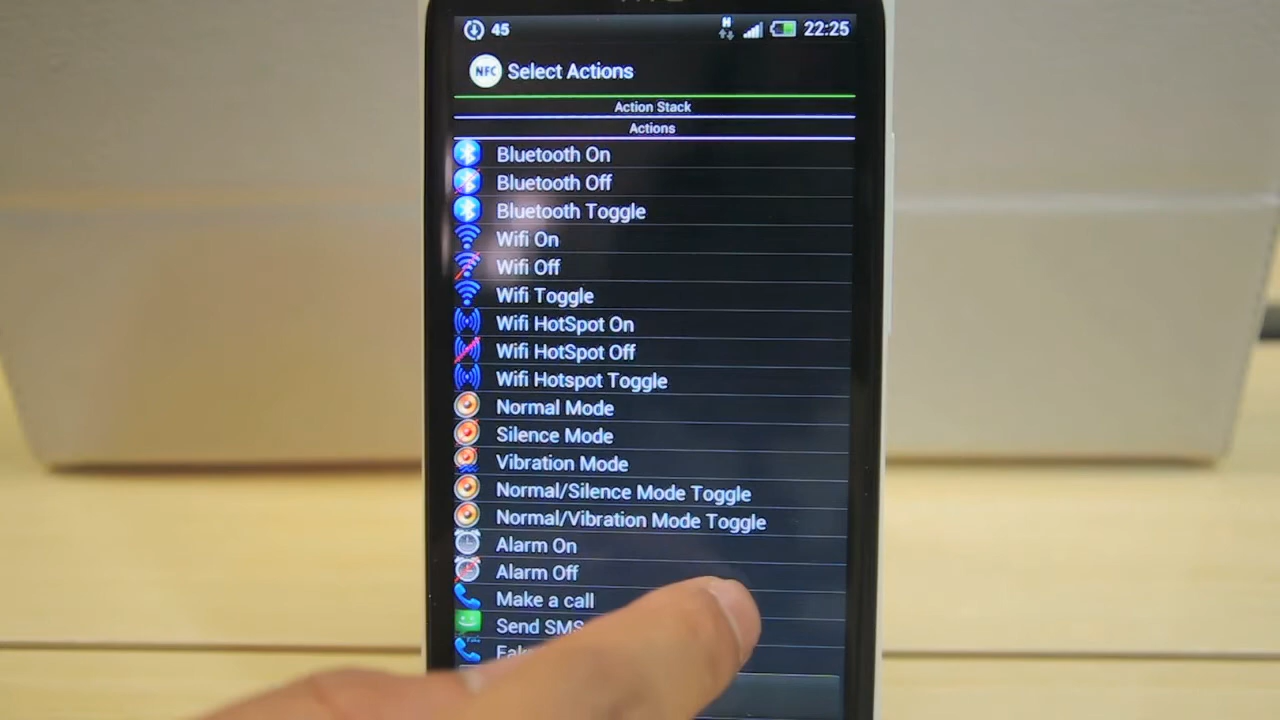 45 H 22:25
NFC Select Actions
Action Stack
Actions
Bluetooth On
Bluetooth Off
Bluetooth Toggle
Wifi On
Wifi Off
Wifi Toggle
Wifi HotSpot On
Wifi HotSpot Off
Wifi Hotspot Toggle
Normal Mode
Silence Mode
Vibration Mode
Normal/Silence Mode Toggle
Normal/Vibration Mode Toggle
Alarm On
Alarm Off
Make a call
Send SMS